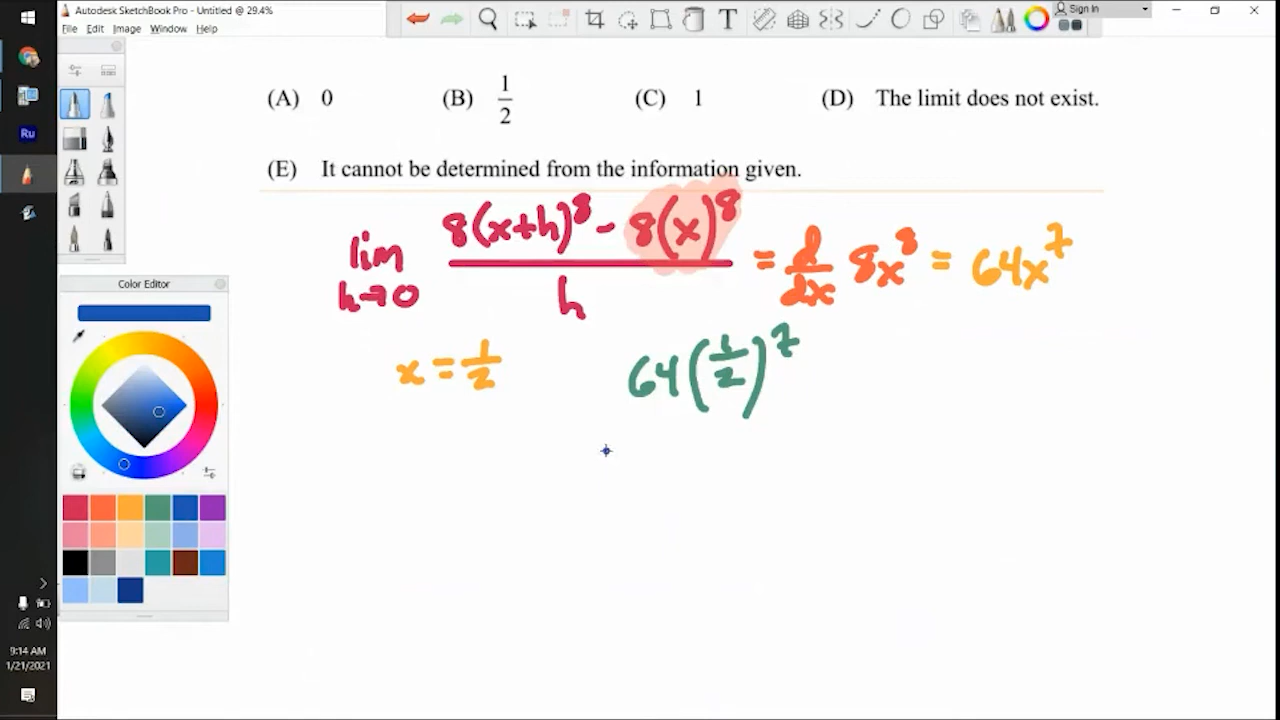 Autodesk SketchBook Pro - Untitled @ 29.4%
Sign In
File Edit Image Window Help
T
(A) 0 (B) 1/2 (C) 1 (D) The limit does not exist.
(E) It cannot be determined from the information given.
lim h→0 8(x+h)^8 - 8(x)^8 / h = d/dx 8x^8 = 64x^7
x = 1/2 64(1/2)^7
Color Editor
Ru
9:14 AM
1/21/2021